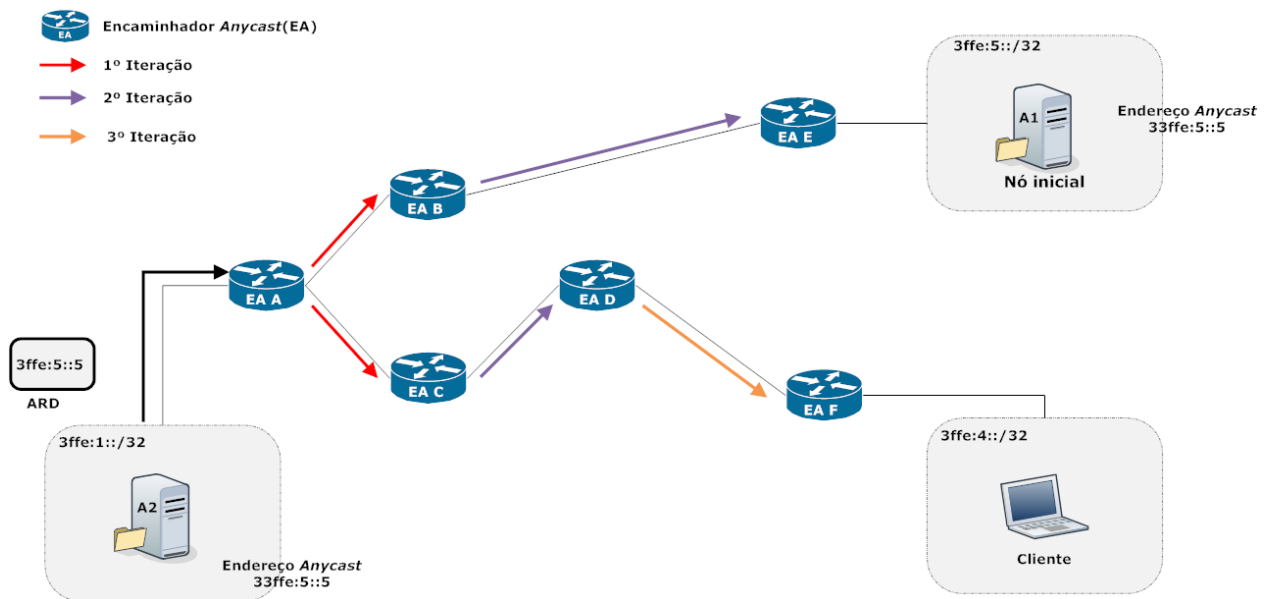 EA
Encaminhador Anycast(EA)
1º Iteração
2º Iteração
3º Iteração
3ffe:5::/32
A1
Nó inicial
Endereço Anycast
33ffe:5::5
EA E
EA B
EA A
EA D
EA C
EA F
3ffe:5::5
ARD
3ffe:1::/32
A2
Endereço Anycast
33ffe:5::5
3ffe:4::/32
Cliente